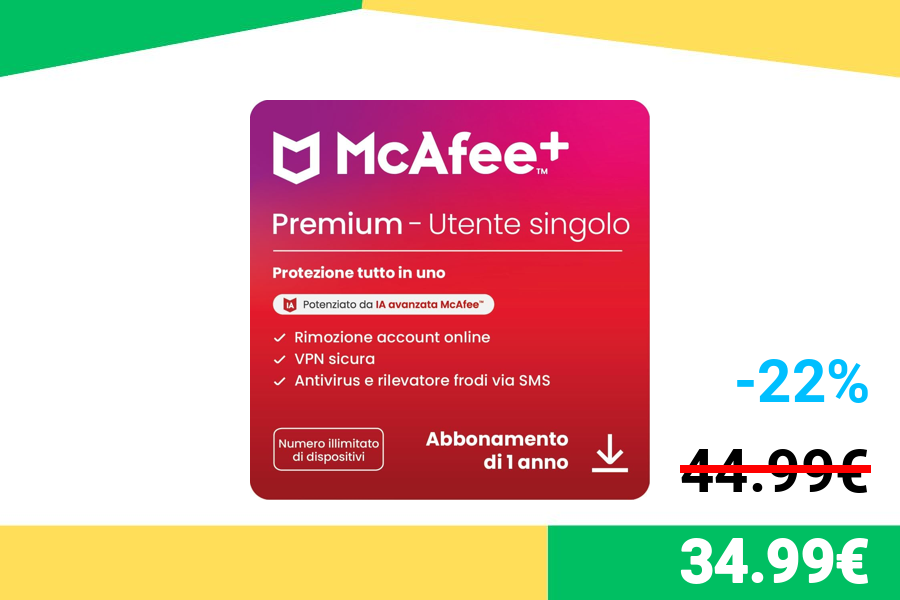 McAfee+™
Premium – Utente singolo
Protezione tutto in uno
IA Potenziato da IA avanzata McAfee™
Rimozione account online
VPN sicura
Antivirus e rilevatore frodi via SMS
Numero illimitato
di dispositivi
Abbonamento
di 1 anno
-22%
44.99€
34.99€